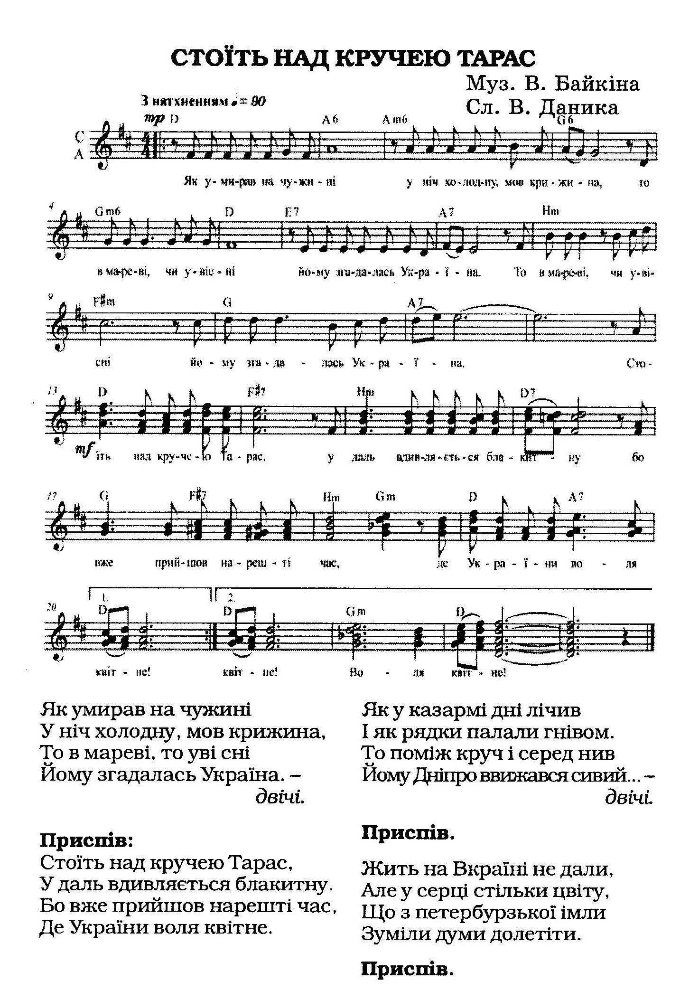 СТОЇТЬ НАД КРУЧЕЮ ТАРАС
Муз. В. Байкіна
Сл. В. Даника
З натхненням ♩= 90
mp D A6 Am6 G6
С
А
4
4
Як у-ми-рав на чу-жи-ні у ніч хо-лод-ну, мов кри-жи-на, то
4 Gm6 D E7 A7 Hm
в ма-ре-ві, чи у-віс-ні йо-му зга-да-лась Ук-ра-ї-на. То в ма-ре-ві, чи у-ві-
9 F#m G A7
сні йо-му зга-да-лась Ук-ра-ї-на. Сто-
13 D F#7 Hm D7
mf їть над кру-че-ю Та-рас, у даль вдив-ля-єть-ся бла-кит-ну бо
17 G F#7 Hm Gm D A7
вже прий-шов на-реш-ті час, де Ук-ра-ї-ни во-ля
1. 2.
20 D D Gm D
квіт-не! квіт-не! Во-ля квіт-не!
Як умирав на чужині
У ніч холодну, мов крижина,
То в мареві, то уві сні
Йому згадалась Україна. –
двічі.
Приспів:
Стоїть над кручею Тарас,
У даль вдивляється блакитну.
Бо вже прийшов нарешті час,
Де України воля квітне.
Як у казармі дні лічив
І як рядки палали гнівом.
То поміж круч і серед нив
Йому Дніпро ввижався сивий... –
двічі.
Приспів.
Жить на Вкраїні не дали,
Але у серці стільки цвіту,
Що з петербурзької імли
Зуміли думи долетіти.
Приспів.